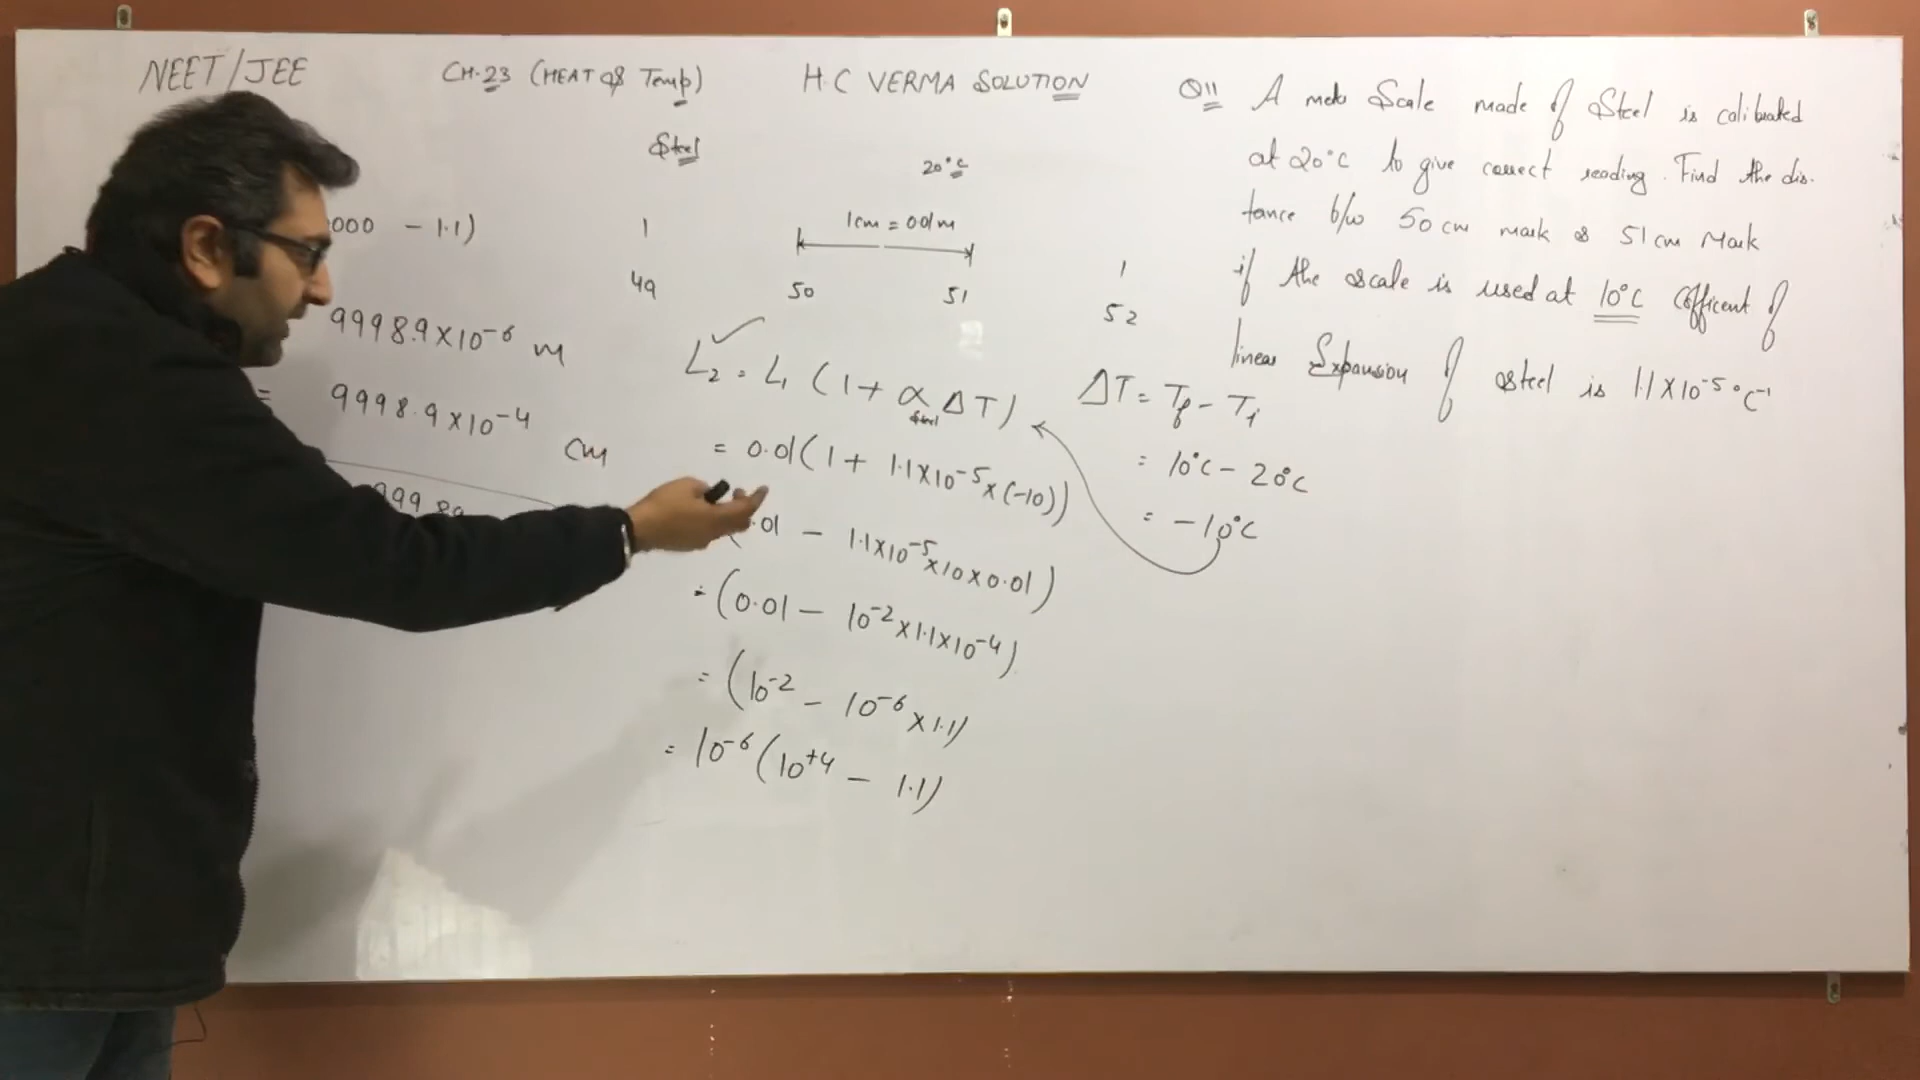 NEET/JEE
CH.23 (HEAT & Temp)
H.C VERMA SOLUTION
Q11 A metr Scale made of Steel is calibrated
at 20°C to give correct reading. Find the dis-
tance b/w 50 cm mark & 51 cm Mark
if the scale is used at 10°C Cofficent of
linear Expansion of steel is 1.1×10⁻⁵ °C⁻¹
Steel
20°C
1cm = 0.01m
49 50 51 52
L₂ = L₁ (1 + α steel ΔT)
= 0.01(1 + 1.1×10⁻⁵×(-10))
.01 - 1.1×10⁻⁵×10×0.01)
= (0.01 - 10⁻²×1.1×10⁻⁴)
= (10⁻² - 10⁻⁶×1.1)
= 10⁻⁶(10⁺⁴ - 1.1)
ΔT = Tf - Ti
= 10°C - 20°C
= -10°C
000 - 1.1)
9998.9×10⁻⁶ m
= 9998.9×10⁻⁴ cm
999 89